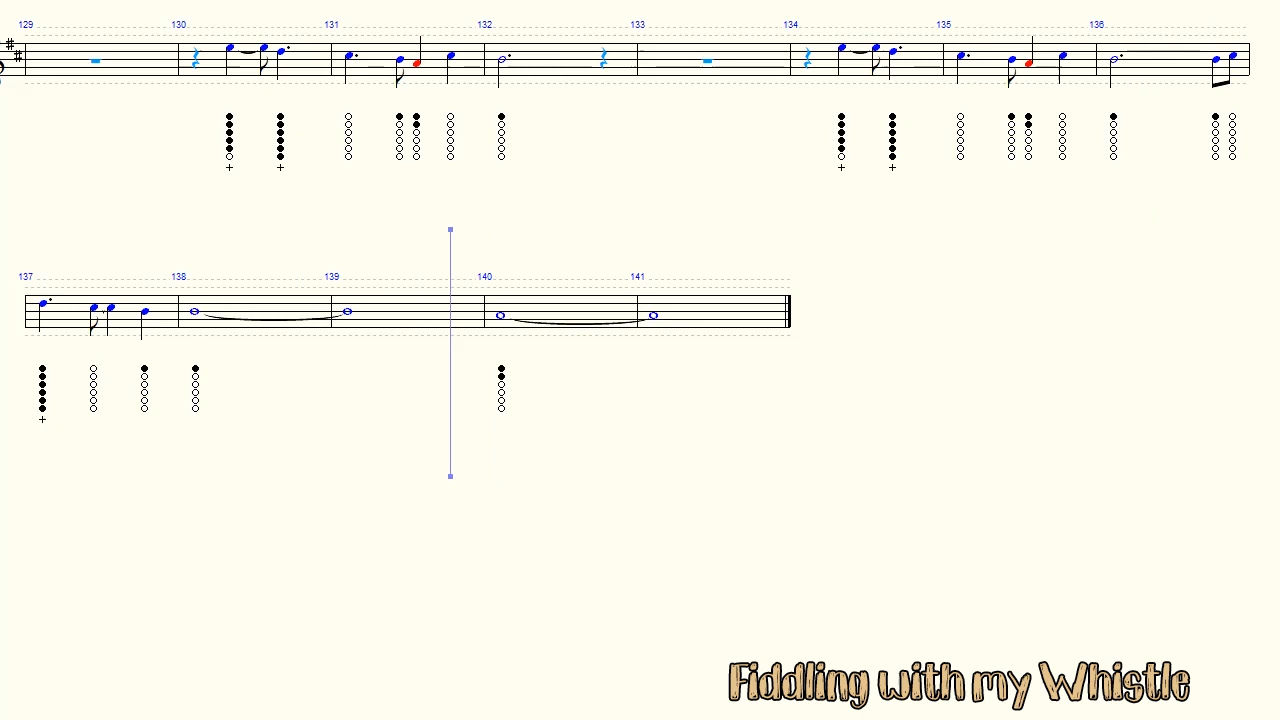 129 130 131 132 133 134 135 136
+ + + +
137 138 139 140 141
+
Fiddling with my Whistle